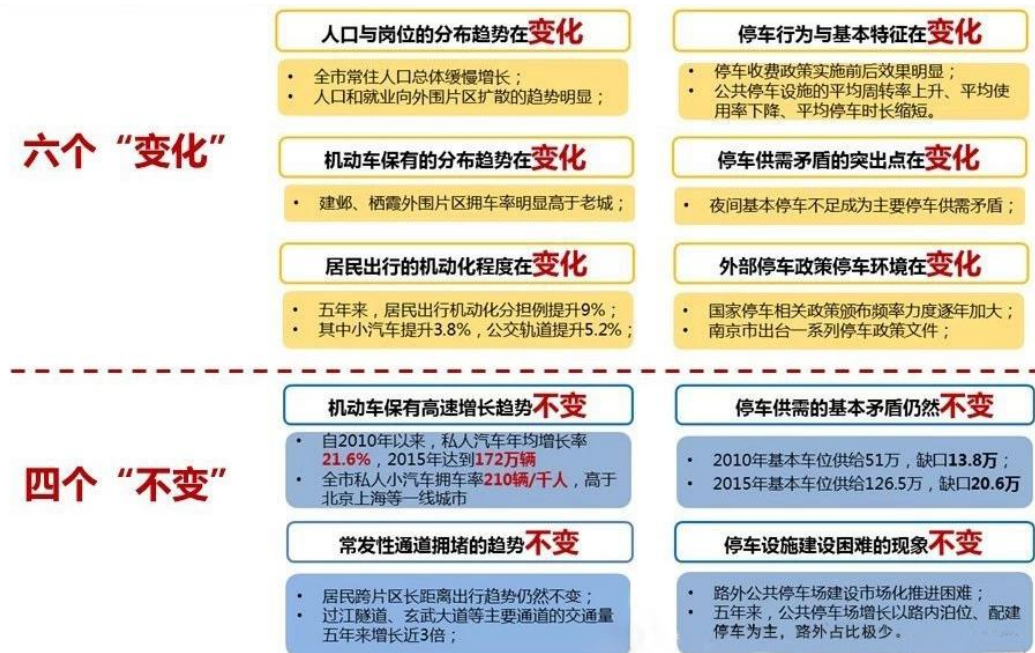 六个“变化”
人口与岗位的分布趋势在变化
• 全市常住人口总体缓慢增长；
• 人口和就业向外围片区扩散的趋势明显；
停车行为与基本特征在变化
• 停车收费政策实施前后效果明显；
• 公共停车设施的平均周转率上升、平均使
用率下降、平均停车时长缩短。
机动车保有的分布趋势在变化
• 建邺、栖霞外围片区拥车率明显高于老城；
停车供需矛盾的突出点在变化
• 夜间基本停车不足成为主要停车供需矛盾；
居民出行的机动化程度在变化
• 五年来，居民出行机动化分担例提升9%；
• 其中小汽车提升3.8%，公交轨道提升5.2%；
外部停车政策停车环境在变化
• 国家停车相关政策颁布频率力度逐年加大；
• 南京市出台一系列停车政策文件；
四个“不变”
机动车保有高速增长趋势不变
• 自2010年以来，私人汽车年均增长率
21.6%，2015年达到172万辆
• 全市私人小汽车拥车率210辆/千人，高于
北京上海等一线城市
停车供需的基本矛盾仍然不变
• 2010年基本车位供给51万，缺口13.8万；
• 2015年基本车位供给126.5万，缺口20.6万
常发性通道拥堵的趋势不变
• 居民跨片区长距离出行趋势仍然不变；
• 过江隧道、玄武大道等主要通道的交通量
五年来增长近3倍；
停车设施建设困难的现象不变
• 路外公共停车场建设市场化推进困难；
• 五年来，公共停车场增长以路内泊位、配建
停车为主，路外占比极少。